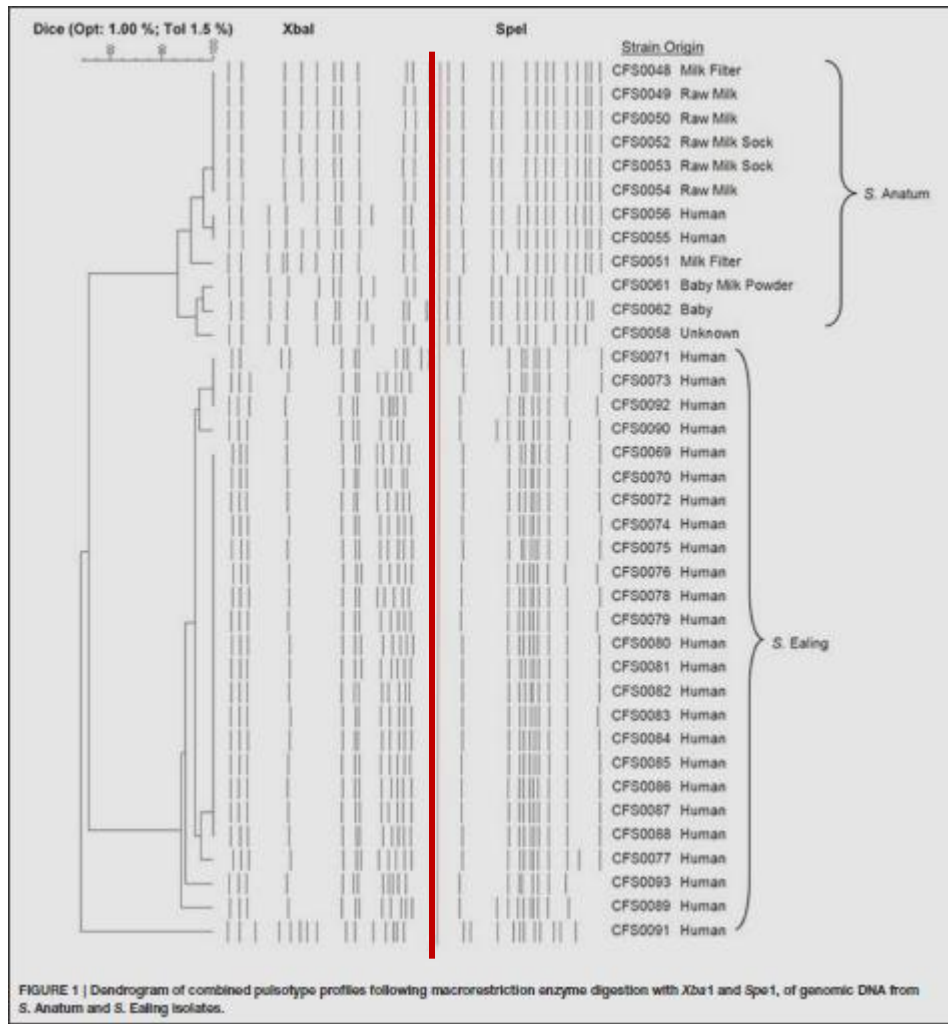 Dice (Opt: 1.00 %; Tol 1.5 %) XbaI SpeI
Strain Origin
80 90 100
CFS0048 Milk Filter
CFS0049 Raw Milk
CFS0050 Raw Milk
CFS0052 Raw Milk Sock
CFS0053 Raw Milk Sock
CFS0054 Raw Milk
S. Anatum
CFS0056 Human
CFS0055 Human
CFS0051 Milk Filter
CFS0061 Baby Milk Powder
CFS0062 Baby
CFS0058 Unknown
CFS0071 Human
CFS0073 Human
CFS0092 Human
CFS0090 Human
CFS0069 Human
CFS0070 Human
CFS0072 Human
CFS0074 Human
CFS0075 Human
CFS0076 Human
CFS0078 Human
CFS0079 Human
CFS0080 Human
S. Ealing
CFS0081 Human
CFS0082 Human
CFS0083 Human
CFS0084 Human
CFS0085 Human
CFS0086 Human
CFS0087 Human
CFS0088 Human
CFS0077 Human
CFS0093 Human
CFS0089 Human
CFS0091 Human
FIGURE 1 | Dendrogram of combined pulsotype profiles following macrorestriction enzyme digestion with Xba1 and Spe1, of genomic DNA from
S. Anatum and S. Ealing isolates.